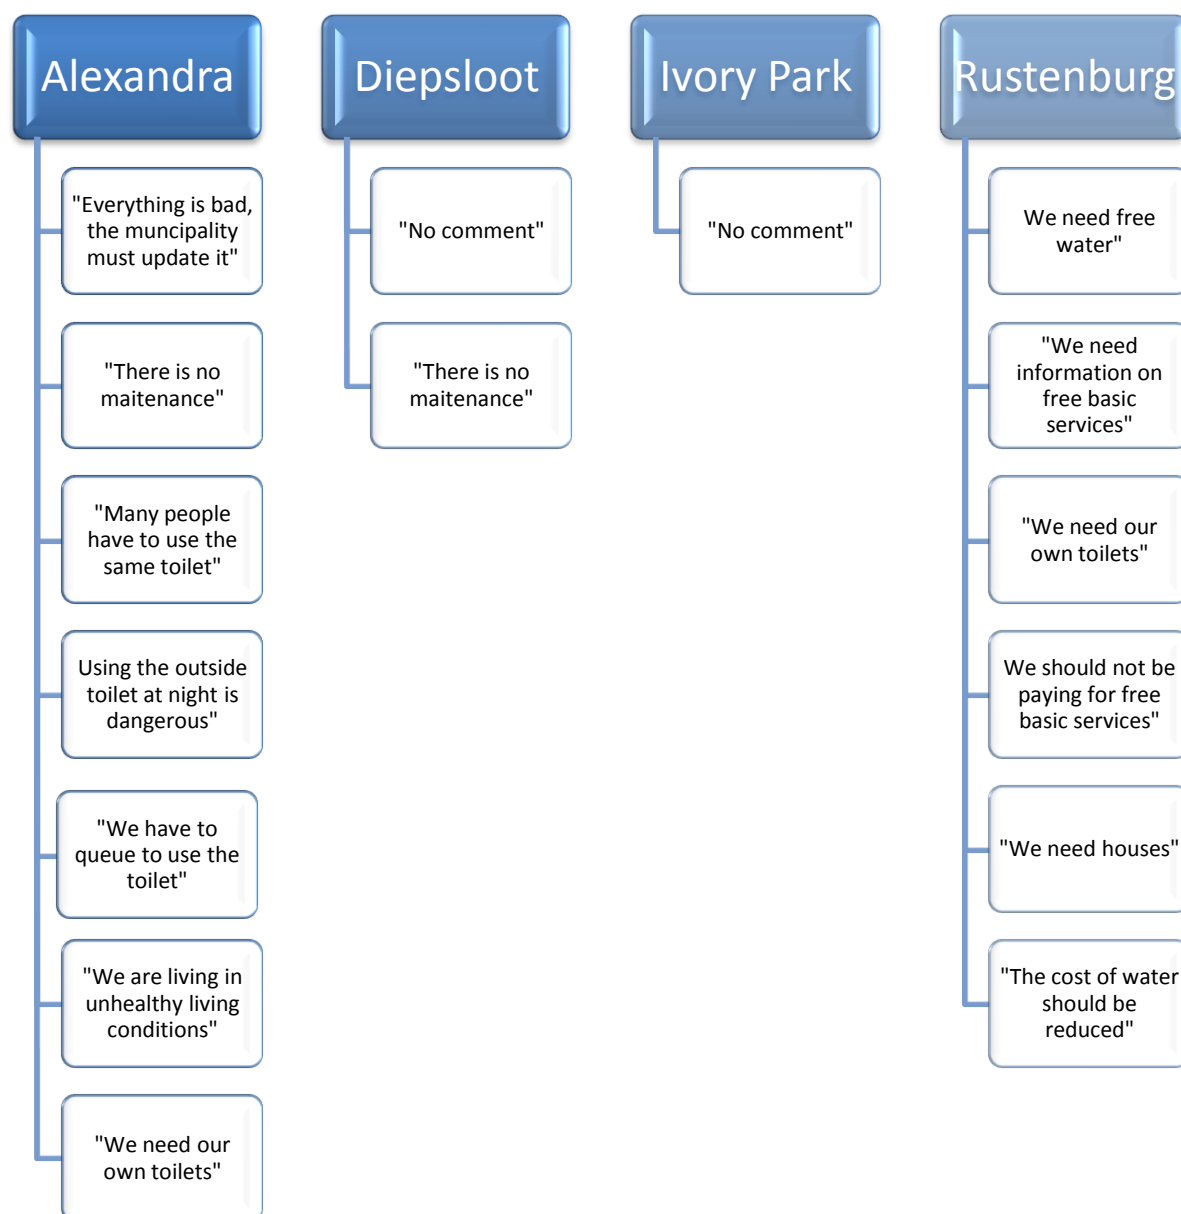 Alexandra
"Everything is bad,
the muncipality
must update it"
"There is no
maitenance"
"Many people
have to use the
same toilet"
Using the outside
toilet at night is
dangerous"
"We have to
queue to use the
toilet"
"We are living in
unhealthy living
conditions"
"We need our
own toilets"
Diepsloot
"No comment"
"There is no
maitenance"
Ivory Park
"No comment"
Rustenburg
We need free
water"
"We need
information on
free basic
services"
"We need our
own toilets"
We should not be
paying for free
basic services"
"We need houses"
"The cost of water
should be
reduced"